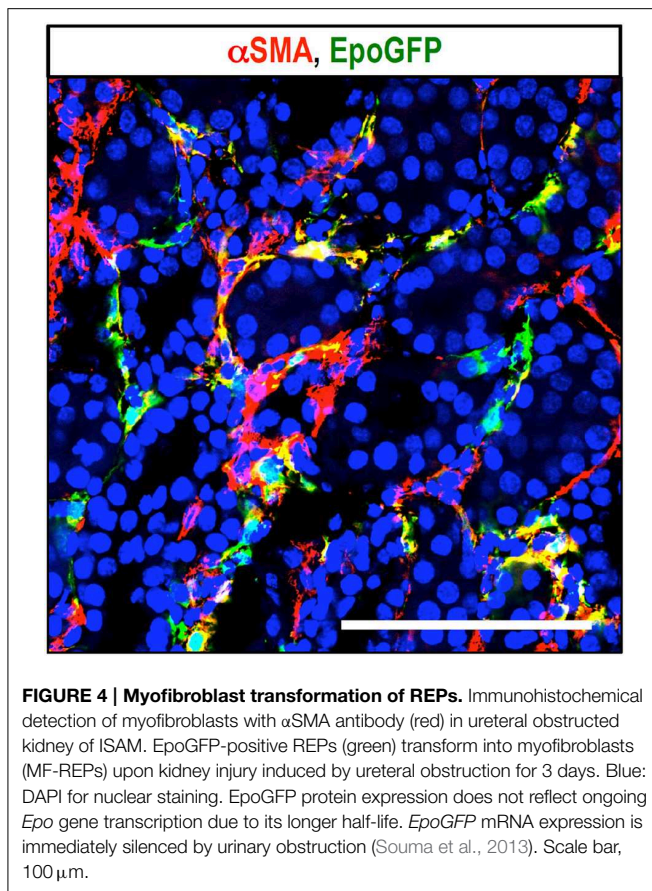 αSMA, EpoGFP
FIGURE 4 | Myofibroblast transformation of REPs. Immunohistochemical
detection of myofibroblasts with αSMA antibody (red) in ureteral obstructed
kidney of ISAM. EpoGFP-positive REPs (green) transform into myofibroblasts
(MF-REPs) upon kidney injury induced by ureteral obstruction for 3 days. Blue:
DAPI for nuclear staining. EpoGFP protein expression does not reflect ongoing
Epo gene transcription due to its longer half-life. EpoGFP mRNA expression is
immediately silenced by urinary obstruction (Souma et al., 2013). Scale bar,
100 μm.